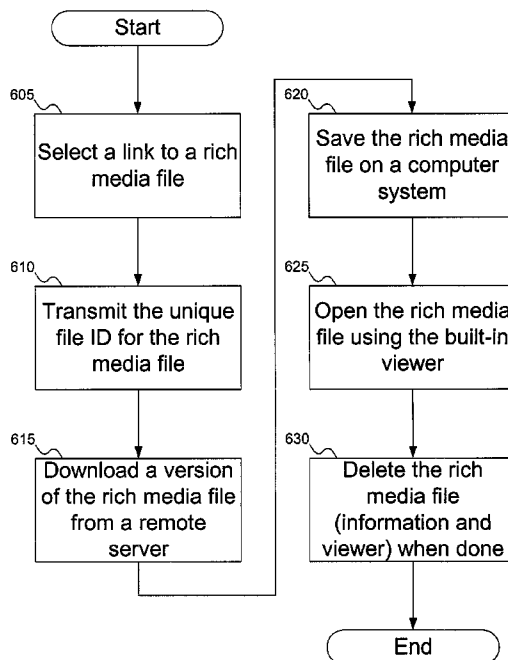 Start
605
Select a link to a rich
media file
610
Transmit the unique
file ID for the rich
media file
615
Download a version
of the rich media file
from a remote
server
620
Save the rich media
file on a computer
system
625
Open the rich media
file using the built-in
viewer
630
Delete the rich
media file
(information and
viewer) when done
End